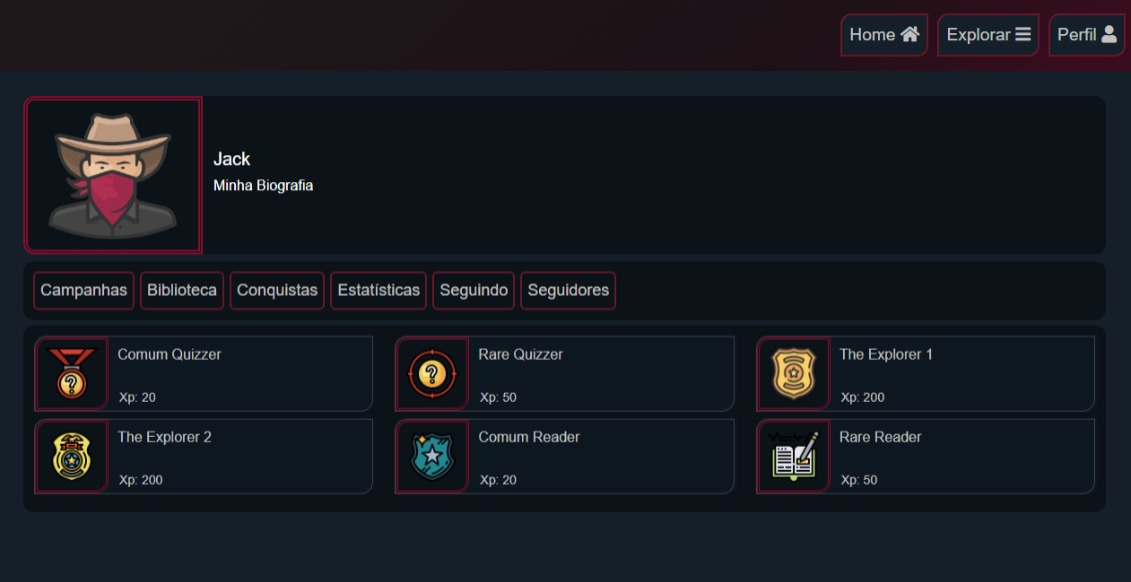 Home
Explorar
Perfil
Jack
Minha Biografia
Campanhas
Biblioteca
Conquistas
Estatísticas
Seguindo
Seguidores
Comum Quizzer
Xp: 20
Rare Quizzer
Xp: 50
The Explorer 1
Xp: 200
The Explorer 2
Xp: 200
Comum Reader
Xp: 20
Rare Reader
Xp: 50